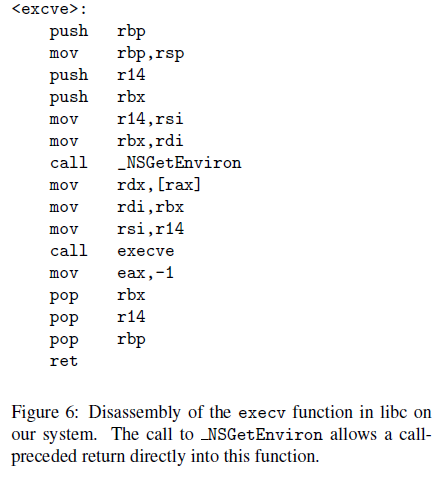 <excve>:
push rbp
mov rbp,rsp
push r14
push rbx
mov r14,rsi
mov rbx,rdi
call _NSGetEnviron
mov rdx,[rax]
mov rdi,rbx
mov rsi,r14
call execve
mov eax,-1
pop rbx
pop r14
pop rbp
ret
Figure 6: Disassembly of the execv function in libc on
our system. The call to _NSGetEnviron allows a call-
preceded return directly into this function.